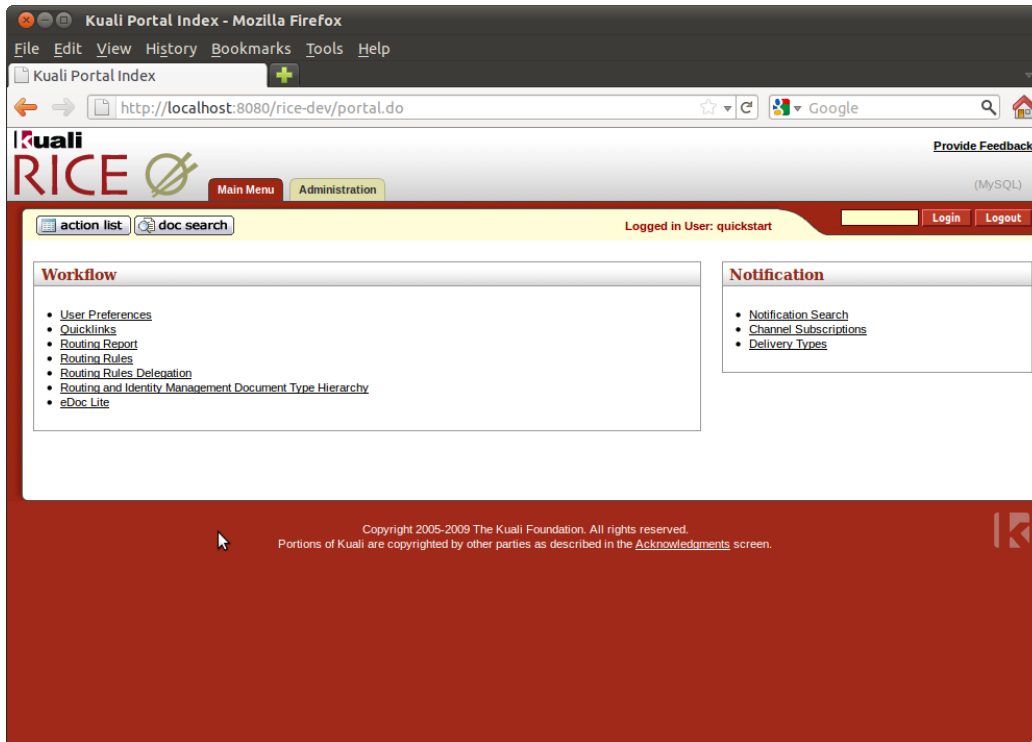 Kuali Portal Index - Mozilla Firefox
File Edit View History Bookmarks Tools Help
Kuali Portal Index
http://localhost:8080/rice-dev/portal.do
Google
Kuali
RICE
Provide Feedback
Main Menu
Administration
(MySQL)
action list
doc search
Logged in User: quickstart
Login
Logout
Workflow
User Preferences
Quicklinks
Routing Report
Routing Rules
Routing Rules Delegation
Routing and Identity Management Document Type Hierarchy
eDoc Lite
Notification
Notification Search
Channel Subscriptions
Delivery Types
Copyright 2005-2009 The Kuali Foundation. All rights reserved.
Portions of Kuali are copyrighted by other parties as described in the Acknowledgments screen.